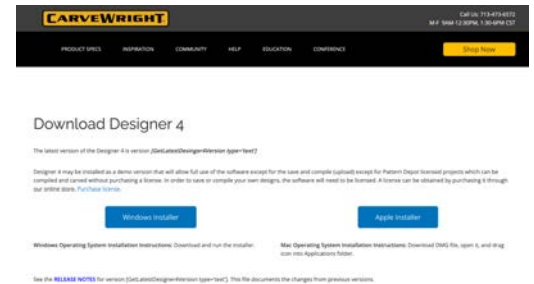 CARVEWRIGHT
Call Us: 713-473-6572
M-F 9AM-12:30PM, 1:30-6PM CST
PRODUCT SPECS INSPIRATION COMMUNITY HELP EDUCATION CONFERENCE Shop Now
Download Designer 4
The latest version of the Designer 4 is version [GetLatestDesigner4Version type='text']
Designer 4 may be installed as a demo version that will allow full use of the software except for the save and compile (upload) except for Pattern Depot licensed projects which can be
compiled and carved without purchasing a license. In order to save or compile your own designs, the software will need to be licensed. A license can be obtained by purchasing it through
our online store. Purchase license.
Windows Installer Apple Installer
Windows Operating System Installation Instructions: Download and run the installer. Mac Operating System Installation Instructions: Download DMG file, open it, and drag
icon into Applications folder.
See the RELEASE NOTES for version [GetLatestDesigner4Version type='text']. This file documents the changes from previous versions.